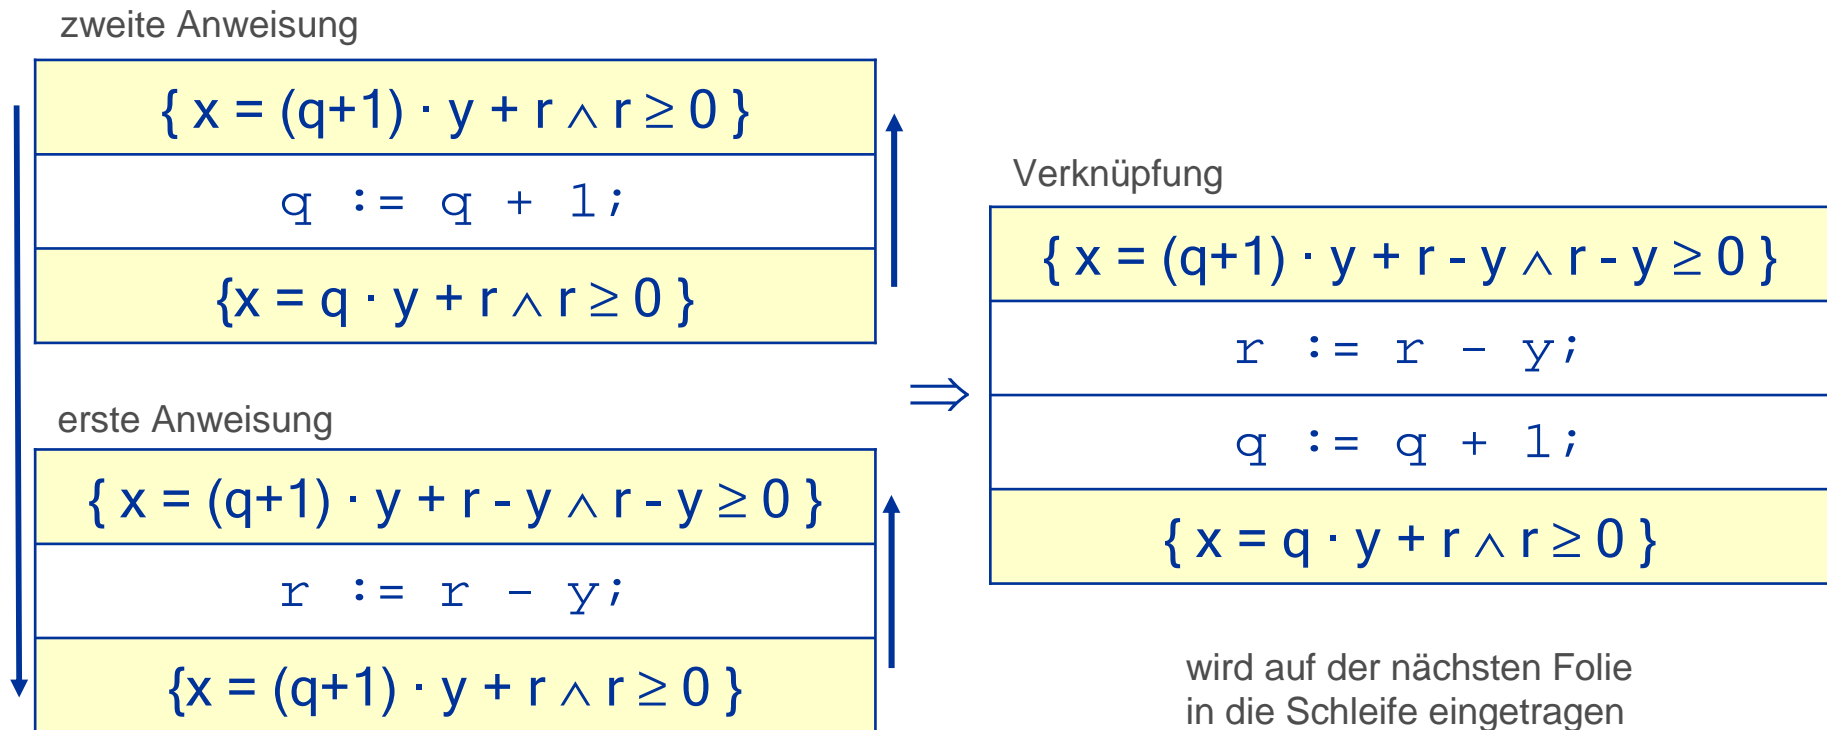 zweite Anweisung
{ x = (q+1) · y + r ∧ r ≥ 0 }
q := q + 1;
{x = q · y + r ∧ r ≥ 0 }
erste Anweisung
{ x = (q+1) · y + r - y ∧ r - y ≥ 0 }
r := r - y;
{x = (q+1) · y + r ∧ r ≥ 0 }
⇒
Verknüpfung
{ x = (q+1) · y + r - y ∧ r - y ≥ 0 }
r := r - y;
q := q + 1;
{ x = q · y + r ∧ r ≥ 0 }
wird auf der nächsten Folie
in die Schleife eingetragen